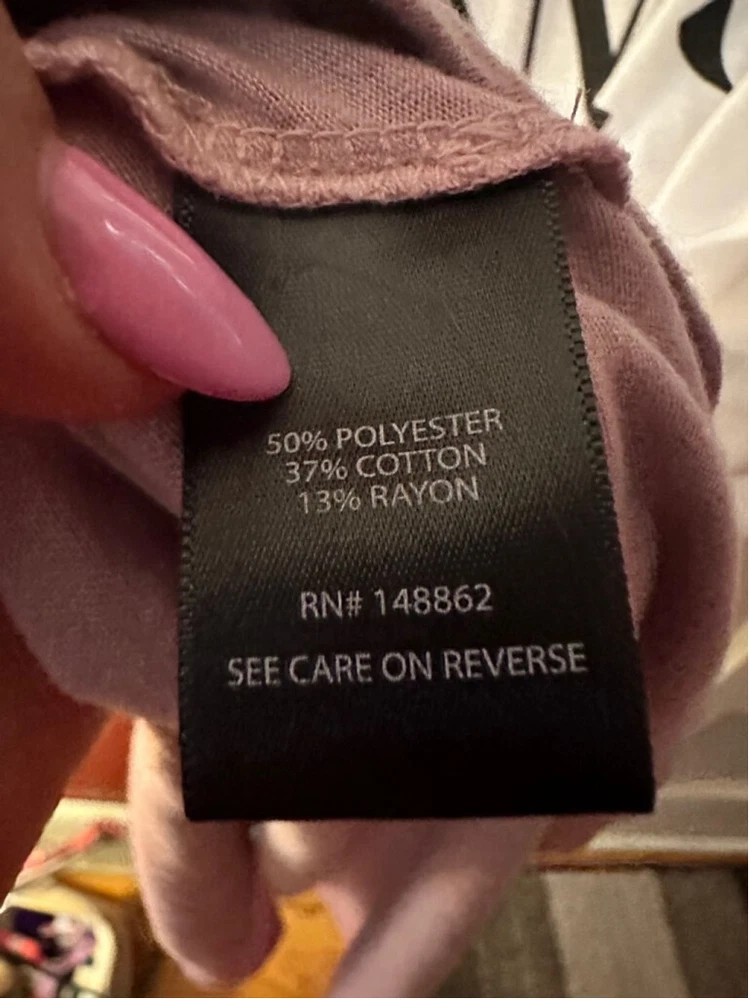 50% POLYESTER
37% COTTON
13% RAYON
RN# 148862
SEE CARE ON REVERSE